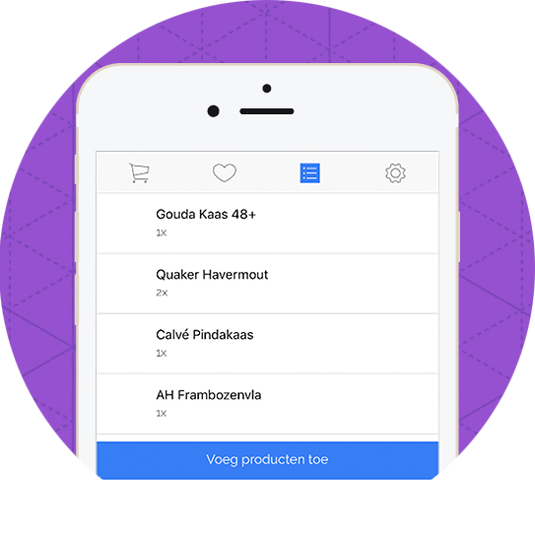 Gouda Kaas 48+
1x
Quaker Havermout
2x
Calvé Pindakaas
1x
AH Frambozenvla
1x
Voeg producten toe